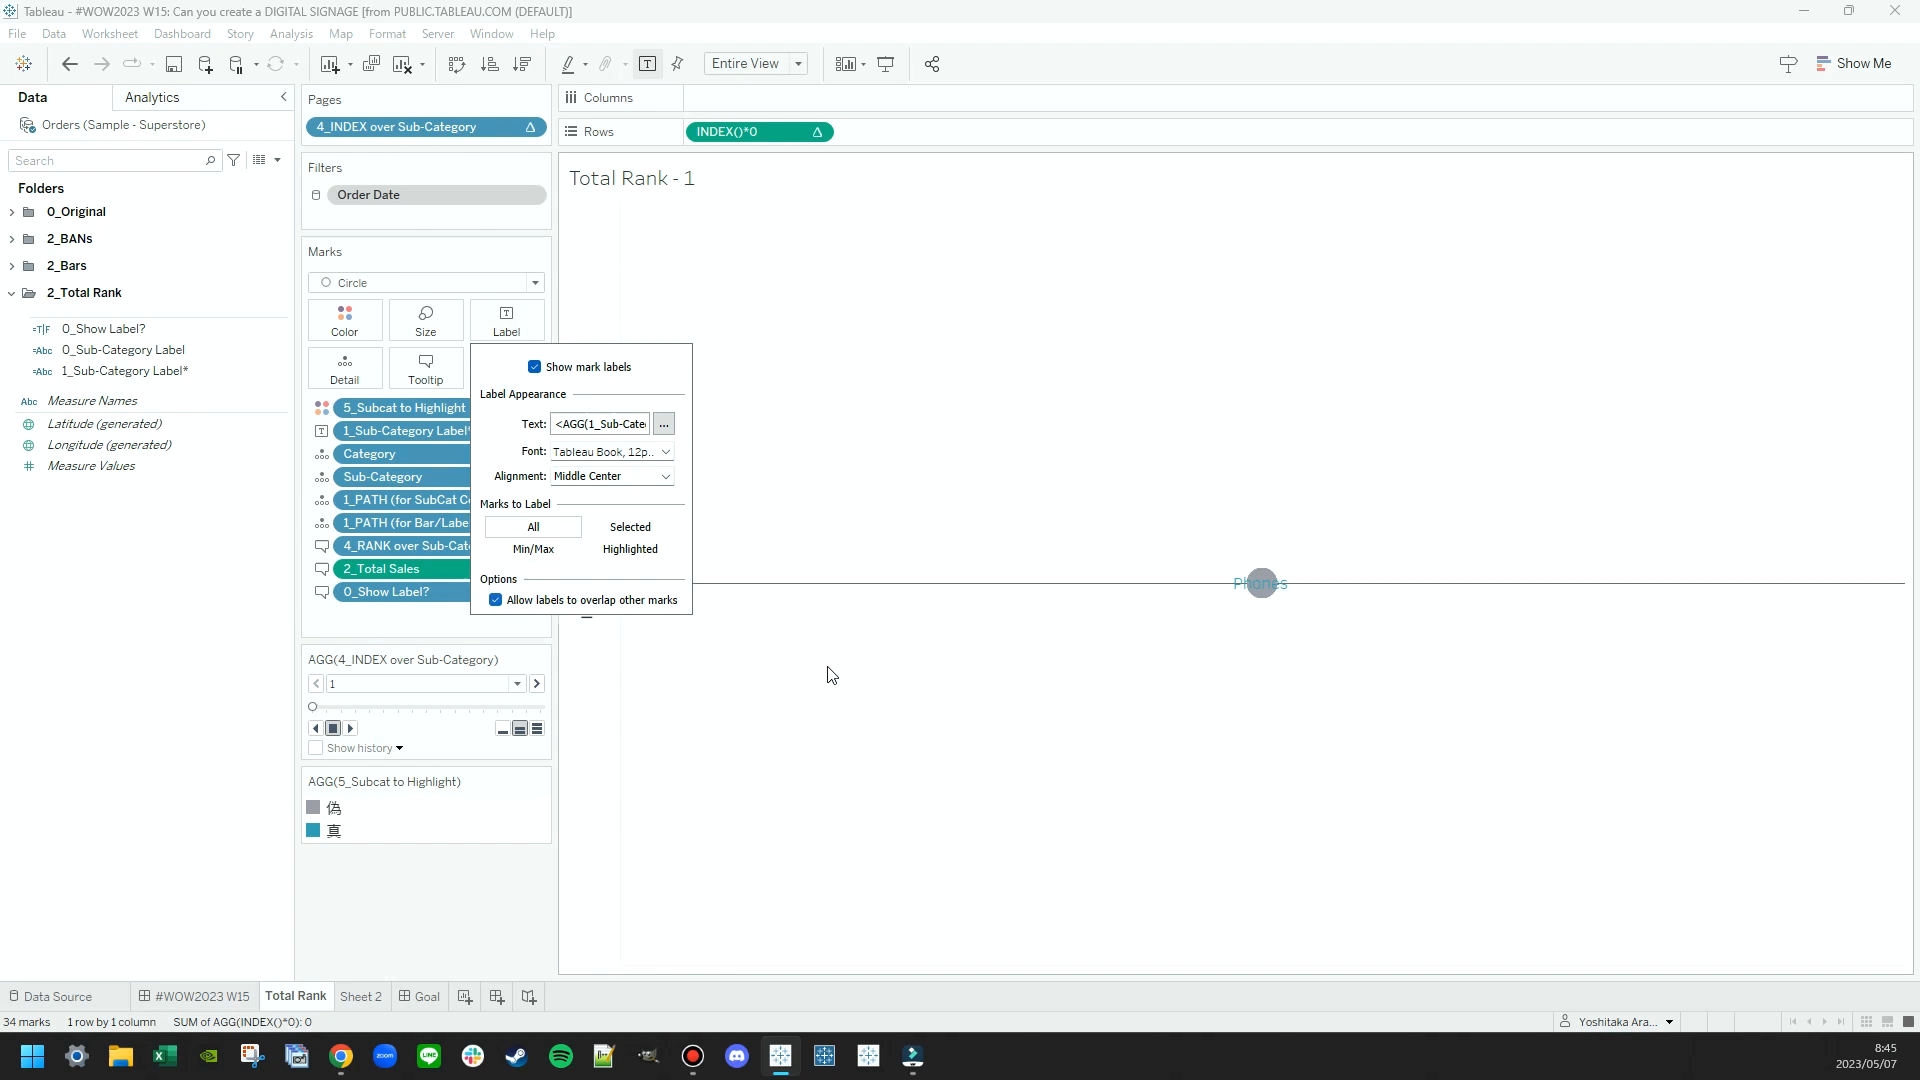 Tableau - #WOW2023 W15: Can you create a DIGITAL SIGNAGE [from PUBLIC.TABLEAU.COM (DEFAULT)]
File Data Worksheet Dashboard Story Analysis Map Format Server Window Help
Entire View
Show Me
Data
Analytics
Orders (Sample - Superstore)
Search
Folders
0_Original
2_BANs
2_Bars
2_Total Rank
=T|F 0_Show Label?
=Abc 0_Sub-Category Label
=Abc 1_Sub-Category Label*
Abc Measure Names
Latitude (generated)
Longitude (generated)
# Measure Values
Pages
4_INDEX over Sub-Category
Filters
Order Date
Marks
Circle
Color
Size
Label
Detail
Tooltip
5_Subcat to Highlight
1_Sub-Category Label*
Category
Sub-Category
1_PATH (for SubCat C
1_PATH (for Bar/Labe
4_RANK over Sub-Cat
2_Total Sales
0_Show Label?
AGG(4_INDEX over Sub-Category)
1
Show history
AGG(5_Subcat to Highlight)
偽
真
Columns
Rows
INDEX()*0
Total Rank - 1
Show mark labels
Label Appearance
Text: <AGG(1_Sub-Cate ...
Font: Tableau Book, 12p..
Alignment: Middle Center
Marks to Label
All
Selected
Min/Max
Highlighted
Options
Allow labels to overlap other marks
Phones
Data Source
#WOW2023 W15
Total Rank
Sheet 2
Goal
34 marks 1 row by 1 column SUM of AGG(INDEX()*0): 0
Yoshitaka Ara...
zoom
LINE
8:45
2023/05/07